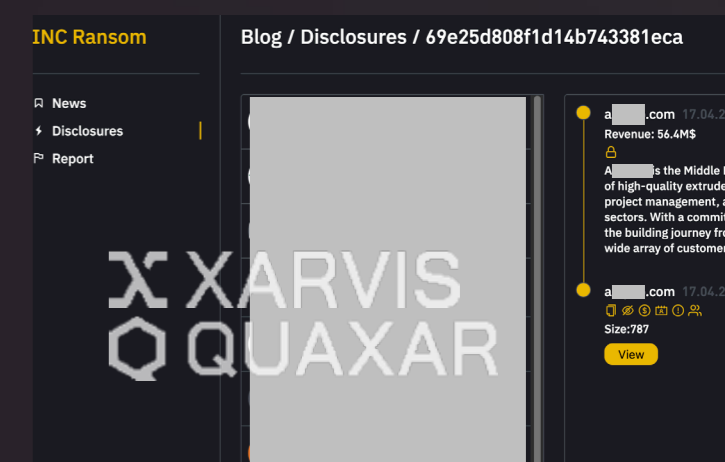 INC Ransom
Blog / Disclosures / 69e25d808f1d14b743381eca
News
Disclosures
Report
a .com 17.04.2
Revenue: 56.4M$
A is the Middle
of high-quality extrude
project management,
sectors. With a commit
the building journey fr
wide array of customer
a .com 17.04.2
Size:787
View
XARVIS
QUAXAR